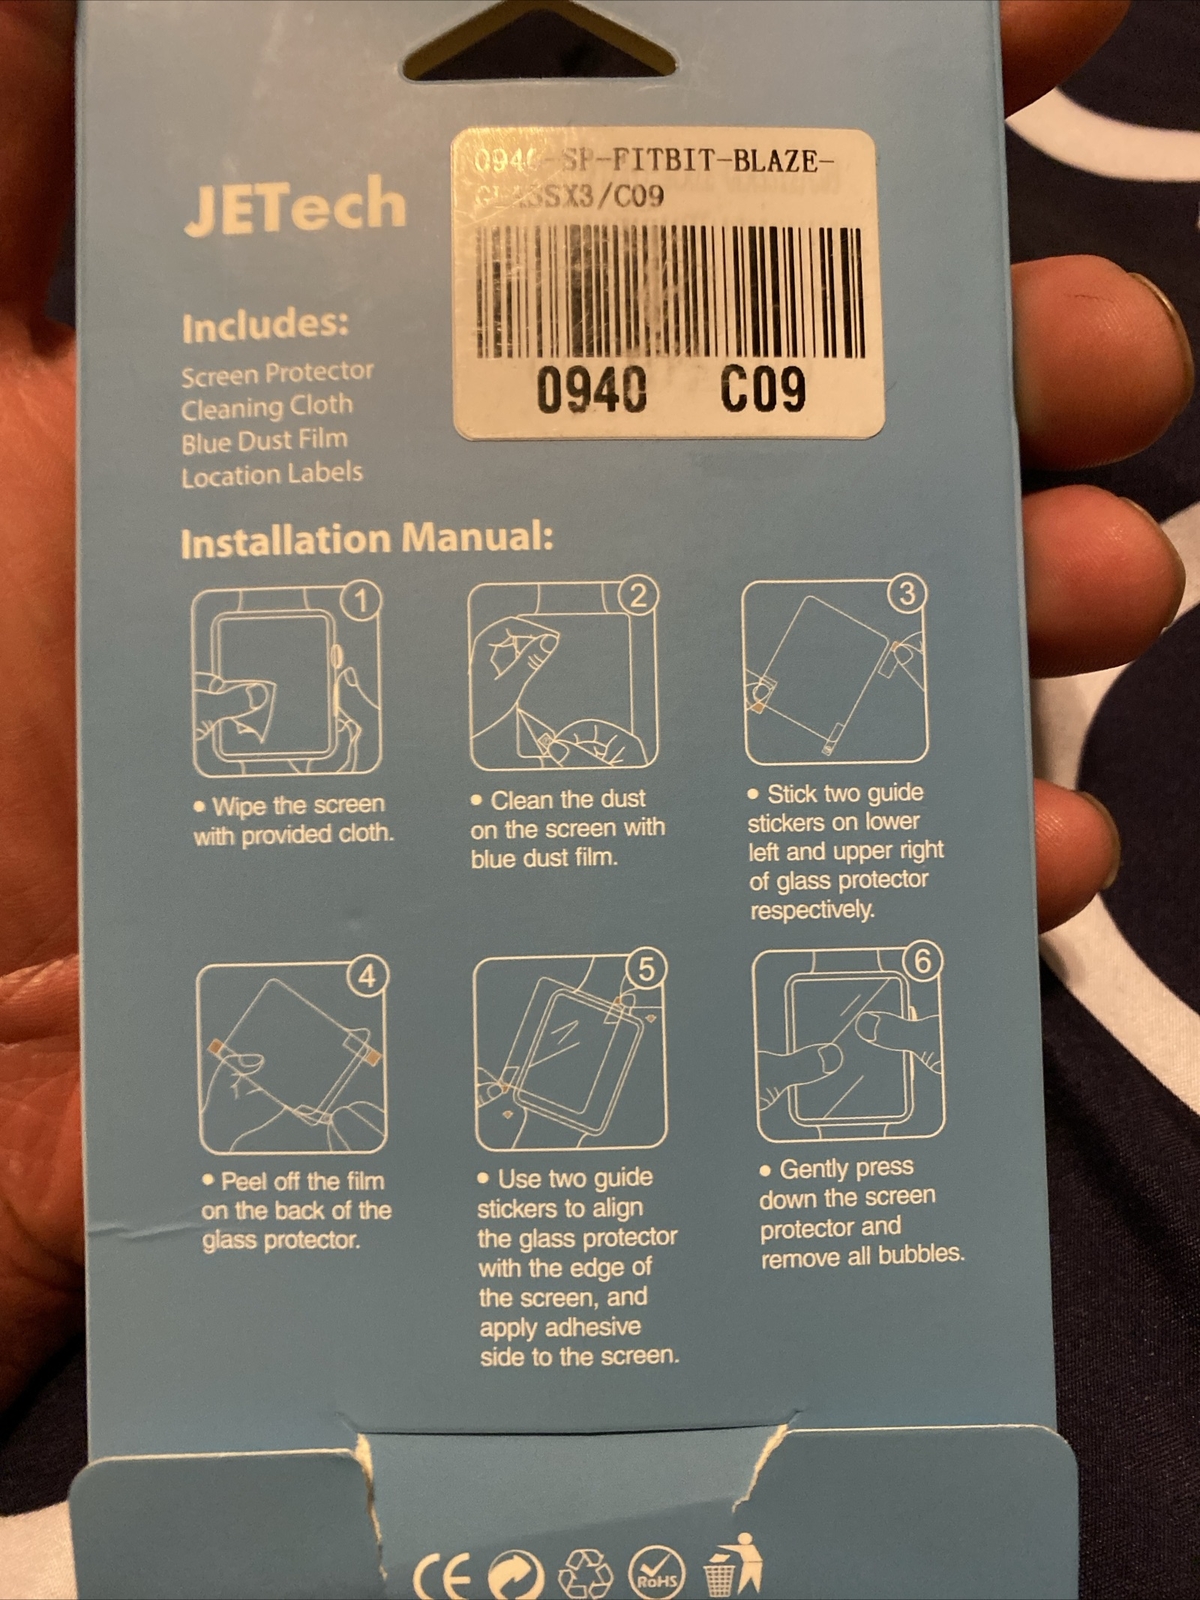 0940-SP-FITBIT-BLAZE-
GLASSX3/C09
0940 C09
JETech
Includes:
Screen Protector
Cleaning Cloth
Blue Dust Film
Location Labels
Installation Manual:
1
• Wipe the screen
with provided cloth.
2
• Clean the dust
on the screen with
blue dust film.
3
• Stick two guide
stickers on lower
left and upper right
of glass protector
respectively.
4
• Peel off the film
on the back of the
glass protector.
5
• Use two guide
stickers to align
the glass protector
with the edge of
the screen, and
apply adhesive
side to the screen.
6
• Gently press
down the screen
protector and
remove all bubbles.
CE
RoHS